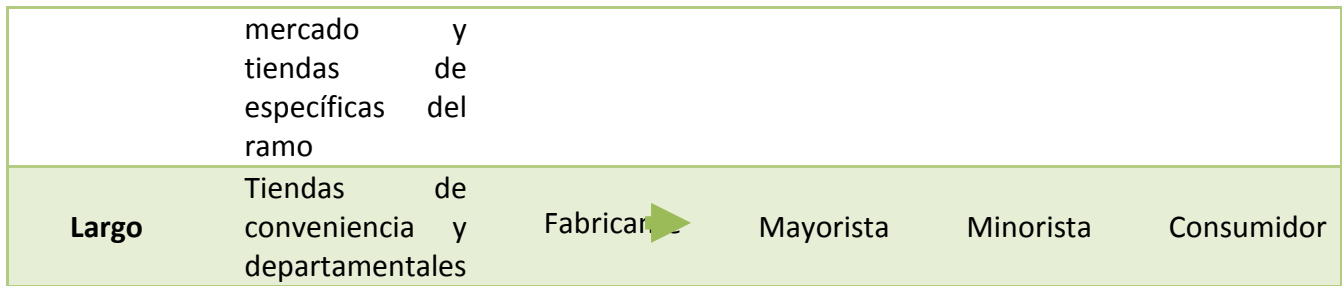 mercado y
tiendas de
específicas del
ramo
Largo
Tiendas de
conveniencia y
departamentales
Fabricante
Mayorista
Minorista
Consumidor